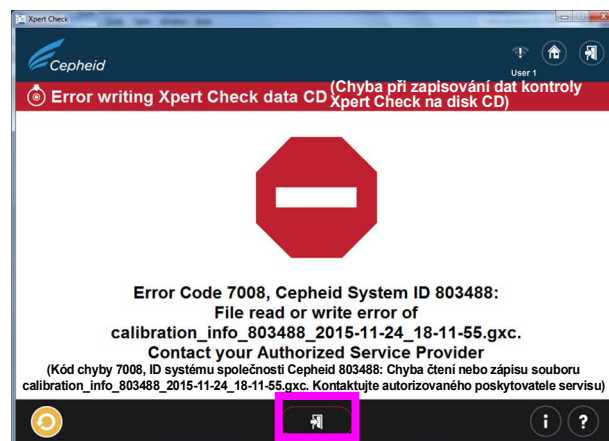 Xpert Check
Cepheid
User 1
Error writing Xpert Check data CD (Chyba při zapisování dat kontroly
Xpert Check na disk CD)
Error Code 7008, Cepheid System ID 803488:
File read or write error of
calibration_info_803488_2015-11-24_18-11-55.gxc.
Contact your Authorized Service Provider
(Kód chyby 7008, ID systému společnosti Cepheid 803488: Chyba čtení nebo zápisu souboru
calibration_info_803488_2015-11-24_18-11-55.gxc. Kontaktujte autorizovaného poskytovatele servisu)
i ?